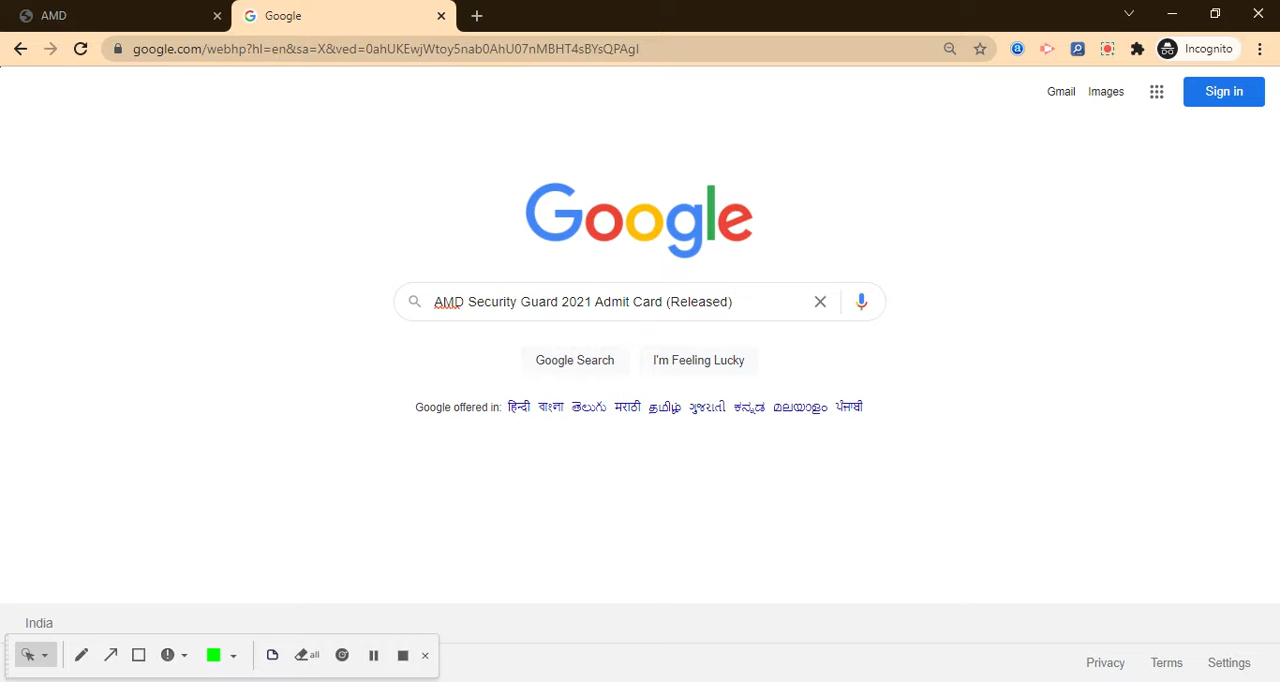 AMD
Google
google.com/webhp?hl=en&sa=X&ved=0ahUKEwjWtoy5nab0AhU07nMBHT4sBYsQPAgI
Incognito
Gmail Images Sign in
Google
AMD Security Guard 2021 Admit Card (Released)
Google Search I'm Feeling Lucky
Google offered in: हिन्दी বাংলা తెలుగు मराठी தமிழ் ગુજરાતી ಕನ್ನಡ മലയാളം ਪੰਜਾਬੀ
India
all
Privacy Terms Settings